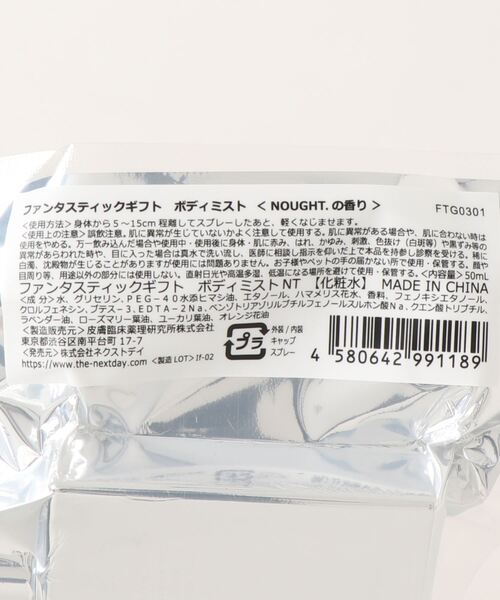 ファンタスティックギフト ボディミスト < NOUGHT. の香り> FTG0301
<使用方法> 身体から5～15cm程離してスプレーしたあと、軽くなじませます。
<使用上の注意> 誤飲注意。肌に異常が生じていないかよく注意して使用する。肌に異常がある場合や、肌に合わない時は
使用をやめる。万一飲み込んだ場合や使用中・使用後に身体・肌に赤み、はれ、かゆみ、刺激、色抜け (白斑等) や黒ずみ等の
異常があらわれた時や、目に入った場合は真水で洗い流し、医師に相談し指示を仰いだ上で本品を持参し診察を受ける。稀に
白濁、沈殿物が生じることがありますが使用には問題ありません。お子様やペットの手の届かない所で保管する。使用後、顔や
目の周り等、用途以外の部分には使用しない。直射日光や高温多湿、低温になる場所を避けて使用・保管する。<内容量>50mL
ファンタスティックギフト ボディミストNT 【化粧水】 MADE IN CHINA
<成分> 水、グリセリン、PEG－40水添ヒマシ油、エタノール、ハマメリス花水、香料、フェノキシエタノール、
クロルフェネシン、ブテス－3、EDTA－2Na、ベンゾトリアゾリルブチルフェノールスルホン酸Na、クエン酸トリブチル、
ラベンダー油、ローズマリー葉油、ユーカリ葉油、オレンジ花油
<製造販売元> 皮膚臨床薬理研究所株式会社
東京都渋谷区南平台町 17-7
<発売元> 株式会社ネクストデイ
https://www.the-nextday.com/ <製造 LOT> If-02
プラ
外装 / 内装
キャップ
スプレー
4 580642 991189